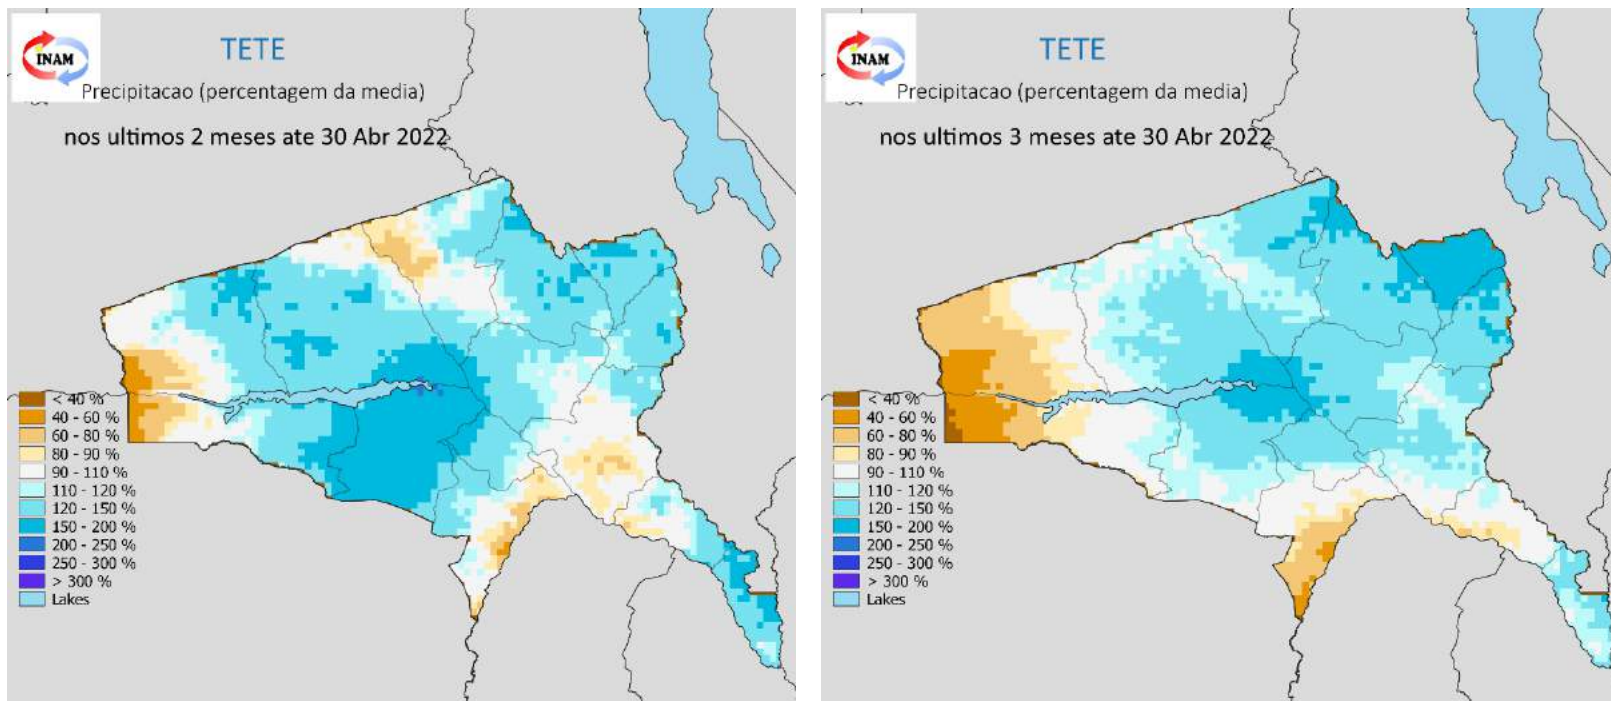 INAM
TETE
Precipitacao (percentagem da media)
nos ultimos 2 meses ate 30 Abr 2022
< 40 %
40 - 60 %
60 - 80 %
80 - 90 %
90 - 110 %
110 - 120 %
120 - 150 %
150 - 200 %
200 - 250 %
250 - 300 %
> 300 %
Lakes
INAM
TETE
Precipitacao (percentagem da media)
nos ultimos 3 meses ate 30 Abr 2022
< 40 %
40 - 60 %
60 - 80 %
80 - 90 %
90 - 110 %
110 - 120 %
120 - 150 %
150 - 200 %
200 - 250 %
250 - 300 %
> 300 %
Lakes